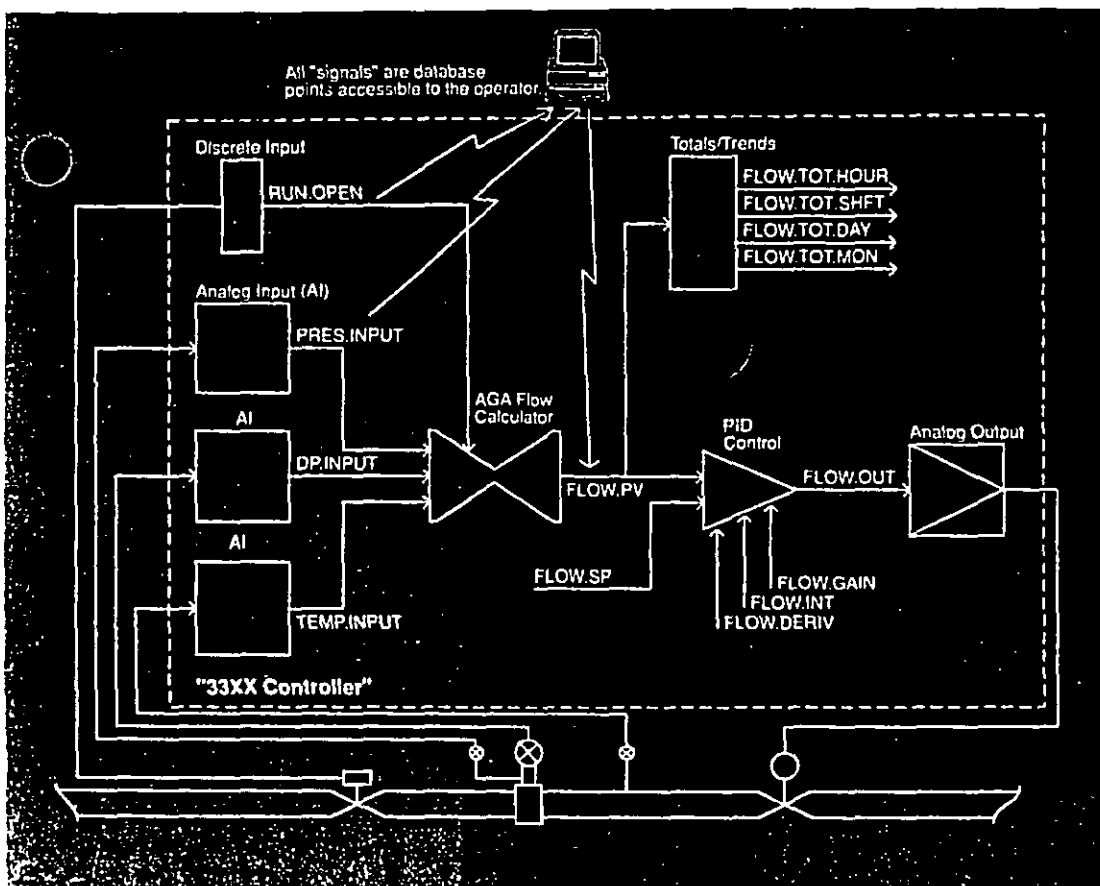 All "signals" are database
points accessible to the operator.
Discrete Input
RUN.OPEN
Totals/Trends
FLOW.TOT.HOUR
FLOW.TOT.SHFT
FLOW.TOT.DAY
FLOW.TOT.MON
Analog Input (AI)
PRES.INPUT
AI
DP.INPUT
AI
TEMP.INPUT
AGA Flow
Calculator
FLOW.PV
FLOW.SP
PID
Control
FLOW.OUT
Analog Output
FLOW.GAIN
FLOW.INT
FLOW.DERIV
"33XX Controller"